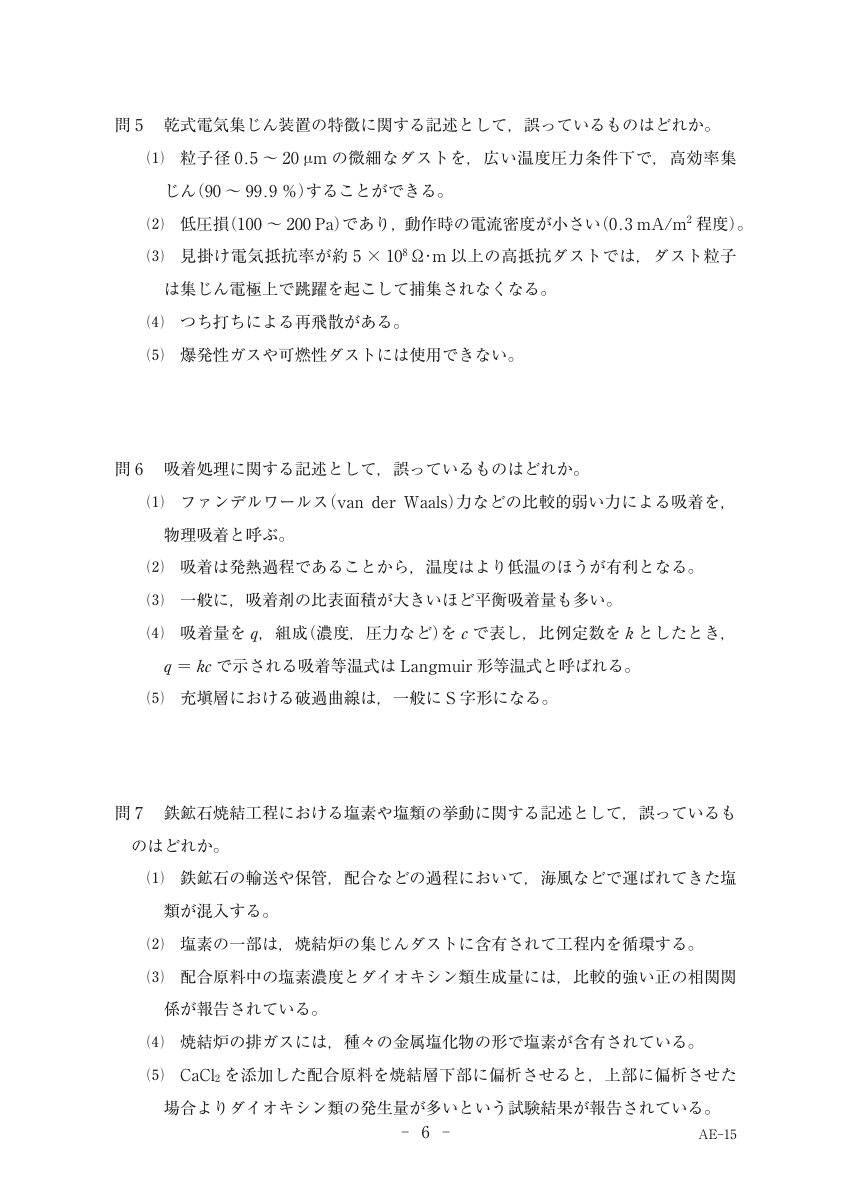 問5 乾式電気集じん装置の特徴に関する記述として，誤っているものはどれか。
⑴ 粒子径 0.5 ～ 20 μm の微細なダストを，広い温度圧力条件下で，高効率集
じん(90 ～ 99.9 %)することができる。
⑵ 低圧損(100 ～ 200 Pa)であり，動作時の電流密度が小さい(0.3 mA/m² 程度)。
⑶ 見掛け電気抵抗率が約 5 × 10⁸ Ω·m 以上の高抵抗ダストでは，ダスト粒子
は集じん電極上で跳躍を起こして捕集されなくなる。
⑷ つち打ちによる再飛散がある。
⑸ 爆発性ガスや可燃性ダストには使用できない。
問6 吸着処理に関する記述として，誤っているものはどれか。
⑴ ファンデルワールス(van der Waals)力などの比較的弱い力による吸着を，
物理吸着と呼ぶ。
⑵ 吸着は発熱過程であることから，温度はより低温のほうが有利となる。
⑶ 一般に，吸着剤の比表面積が大きいほど平衡吸着量も多い。
⑷ 吸着量を q，組成(濃度，圧力など)を c で表し，比例定数を k としたとき，
q = kc で示される吸着等温式は Langmuir 形等温式と呼ばれる。
⑸ 充塡層における破過曲線は，一般に S 字形になる。
問7 鉄鉱石焼結工程における塩素や塩類の挙動に関する記述として，誤っているも
のはどれか。
⑴ 鉄鉱石の輸送や保管，配合などの過程において，海風などで運ばれてきた塩
類が混入する。
⑵ 塩素の一部は，焼結炉の集じんダストに含有されて工程内を循環する。
⑶ 配合原料中の塩素濃度とダイオキシン類生成量には，比較的強い正の相関関
係が報告されている。
⑷ 焼結炉の排ガスには，種々の金属塩化物の形で塩素が含有されている。
⑸ CaCl₂ を添加した配合原料を焼結層下部に偏析させると，上部に偏析させた
場合よりダイオキシン類の発生量が多いという試験結果が報告されている。
－ 6 －
AE-15